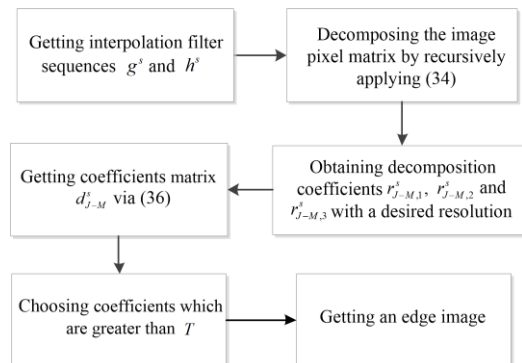 Getting interpolation filter
sequences g^s and h^s
Decomposing the image
pixel matrix by recursively
applying (34)
Obtaining decomposition
coefficients r^s_{J-M,1}, r^s_{J-M,2} and
r^s_{J-M,3} with a desired resolution
Getting coefficients matrix
d^s_{J-M} via (36)
Choosing coefficients which
are greater than T
Getting an edge image